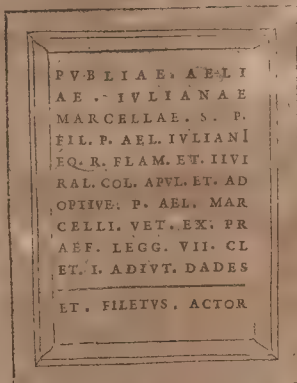 PVBLIAE. AELI
AE. IVLIANAE
MARCELLAE. S. P.
FIL. P. AEL. IVLIANI
EQ. R. FLAM. ET. IIVI
RAL. COL. APVL. ET. AD
OPTIVE. P. AEL. MAR
CELLI. VET. EX. PR
AEF. LEGG. VII. CL
ET. I. ADIVT. DADES
ET. FILETVS. ACTOR